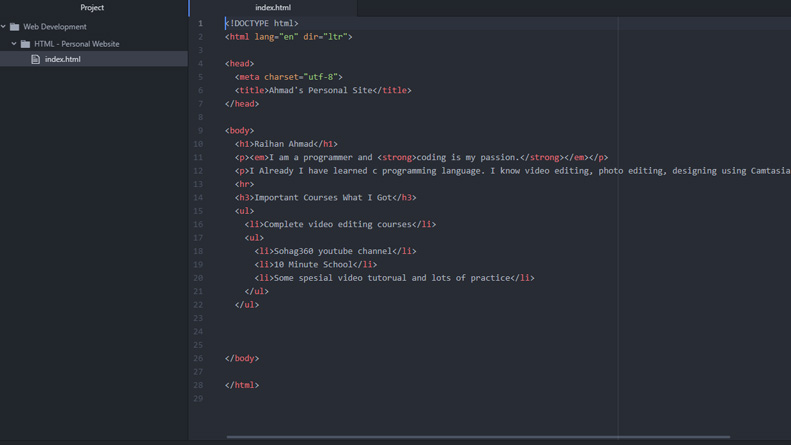 Project
Web Development
HTML - Personal Website
index.html
index.html
1 <!DOCTYPE html>
2 <html lang="en" dir="ltr">
3
4 <head>
5 <meta charset="utf-8">
6 <title>Ahmad's Personal Site</title>
7 </head>
8
9 <body>
10 <h1>Raihan Ahmad</h1>
11 <p><em>I am a programmer and <strong>coding is my passion.</strong></em></p>
12 <p>I Already I have learned c programming language. I know video editing, photo editing, designing using Camtasia
13 <hr>
14 <h3>Important Courses What I Got</h3>
15 <ul>
16 <li>Complete video editing courses</li>
17 <ul>
18 <li>Sohag360 youtube channel</li>
19 <li>10 Minute School</li>
20 <li>Some spesial video tutorual and lots of practice</li>
21 </ul>
22 </ul>
23
24
25
26 </body>
27
28 </html>
29